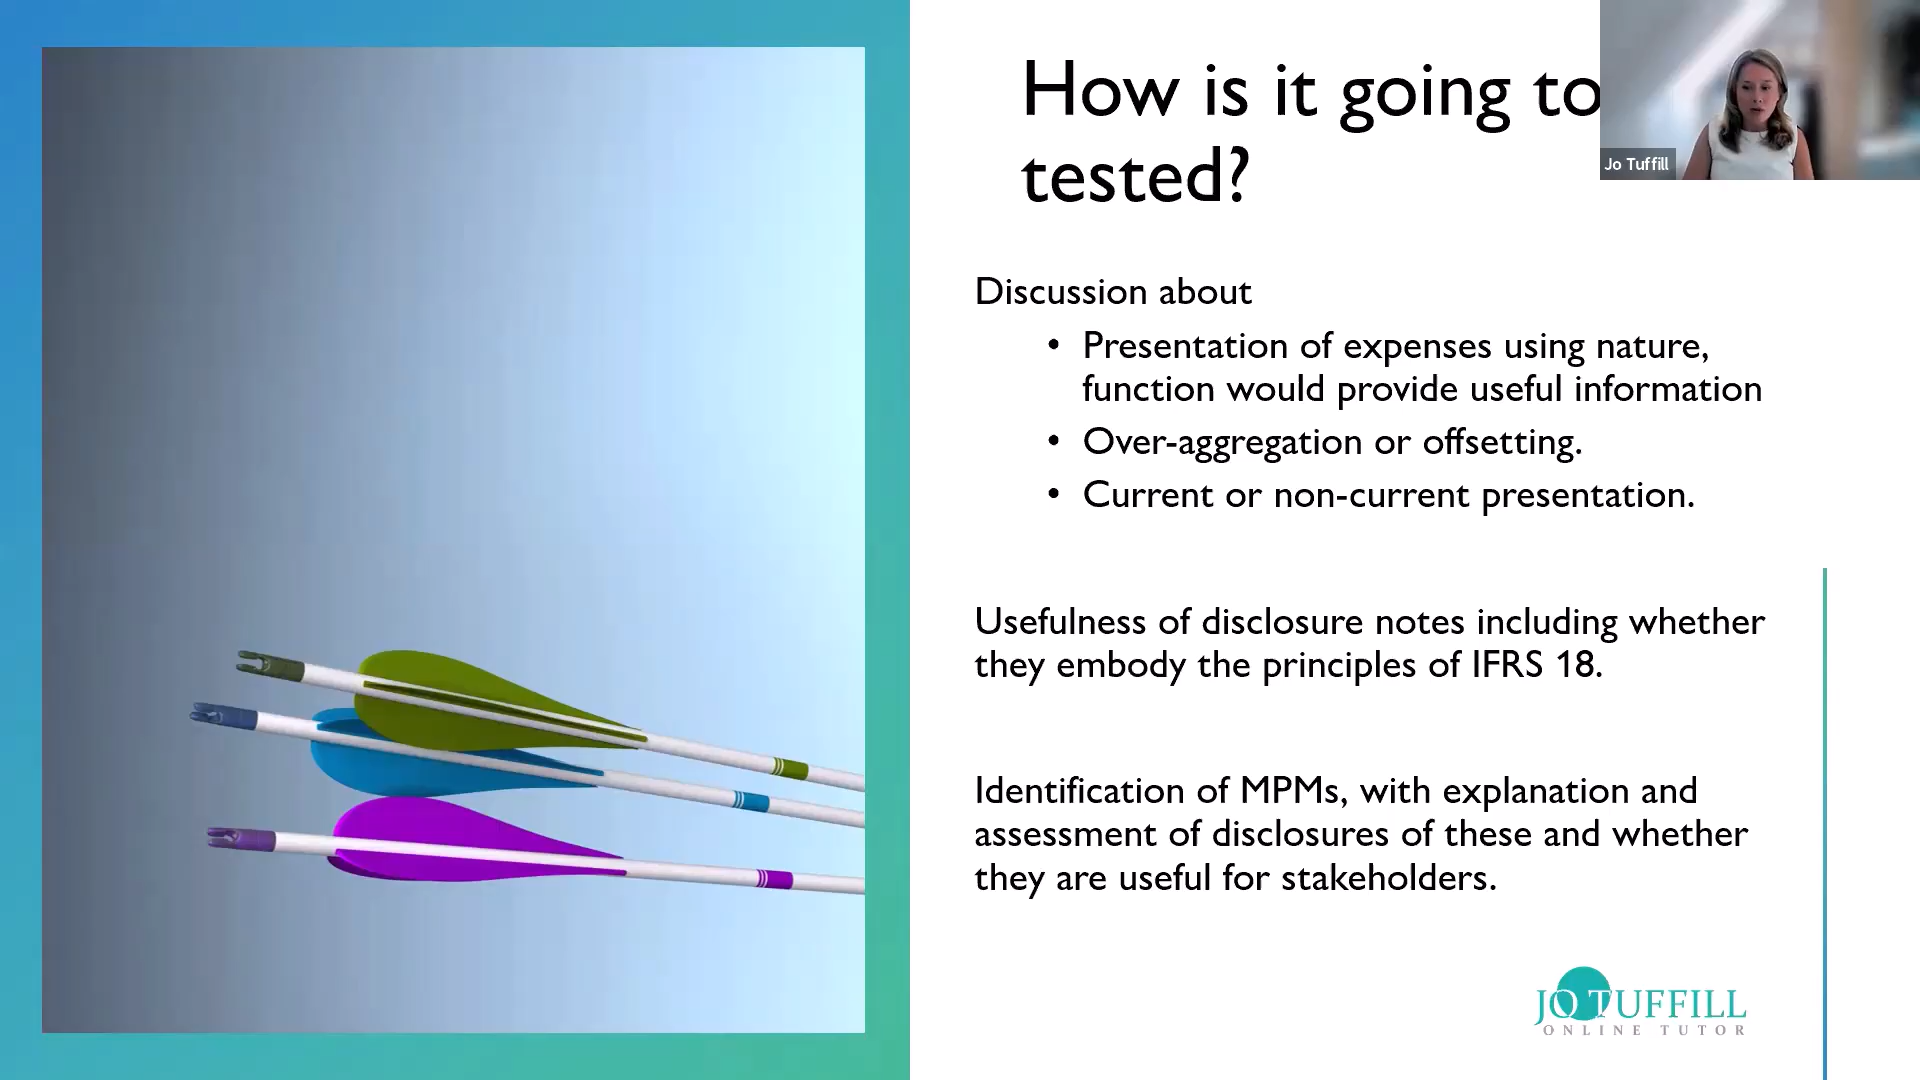 How is it going to
tested?
Jo Tuffill
Discussion about
• Presentation of expenses using nature,
function would provide useful information
• Over-aggregation or offsetting.
• Current or non-current presentation.
Usefulness of disclosure notes including whether
they embody the principles of IFRS 18.
Identification of MPMs, with explanation and
assessment of disclosures of these and whether
they are useful for stakeholders.
JO TUFFILL
ONLINE TUTOR